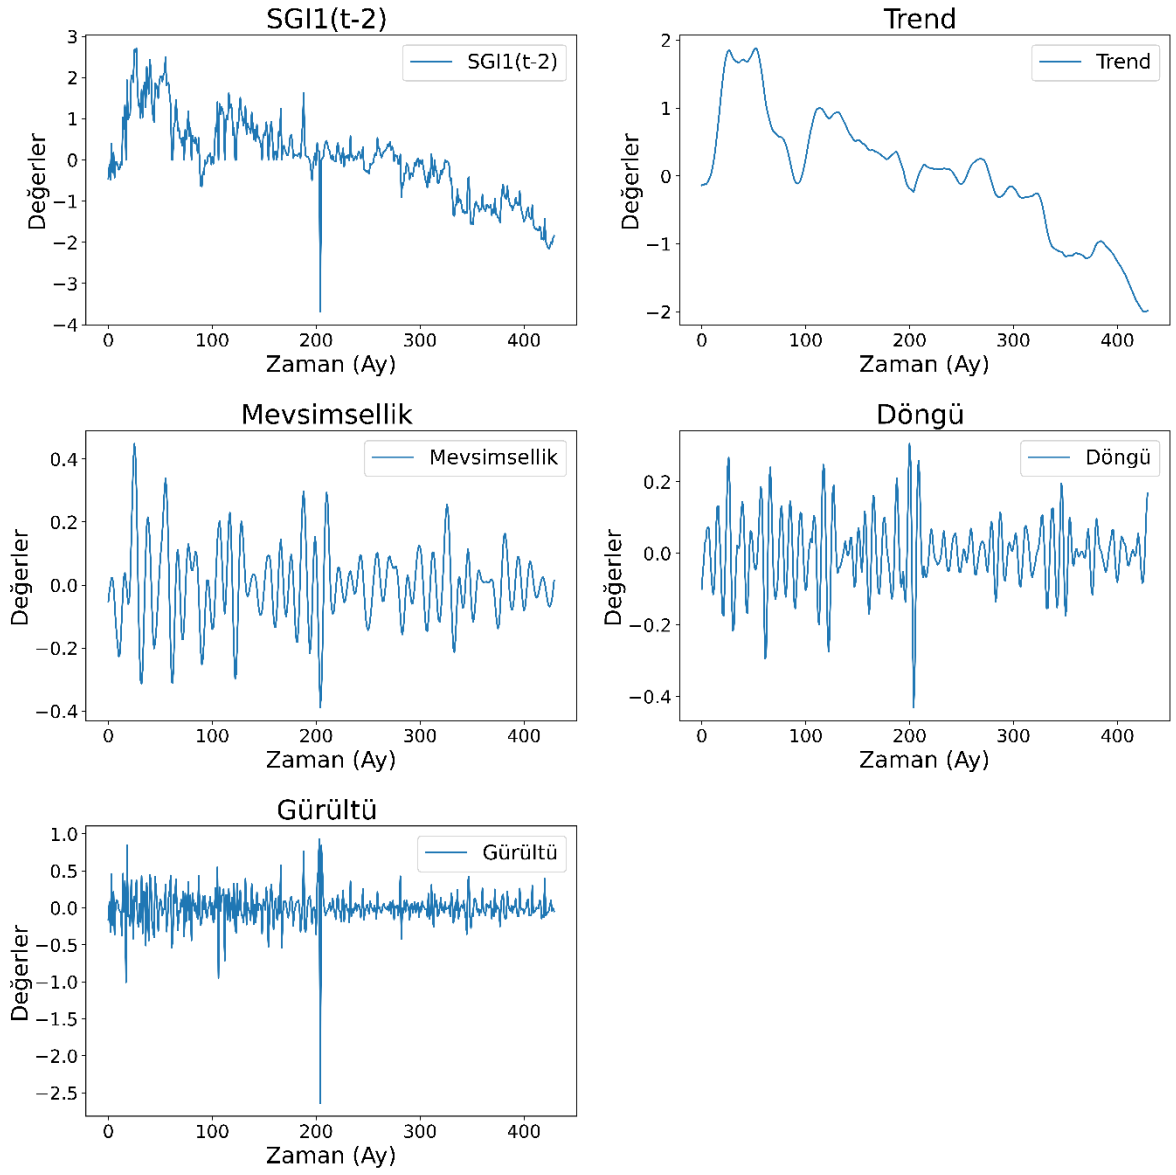 SGI1(t-2)
SGI1(t-2)
3
2
1
0
−1
−2
−3
−4
Değerler
0 100 200 300 400
Zaman (Ay)
Trend
Trend
2
1
0
−1
−2
Değerler
0 100 200 300 400
Zaman (Ay)
Mevsimsellik
Mevsimsellik
0.4
0.2
0.0
−0.2
−0.4
Değerler
0 100 200 300 400
Zaman (Ay)
Döngü
Döngü
0.2
0.0
−0.2
−0.4
Değerler
0 100 200 300 400
Zaman (Ay)
Gürültü
Gürültü
1.0
0.5
0.0
−0.5
−1.0
−1.5
−2.0
−2.5
Değerler
0 100 200 300 400
Zaman (Ay)